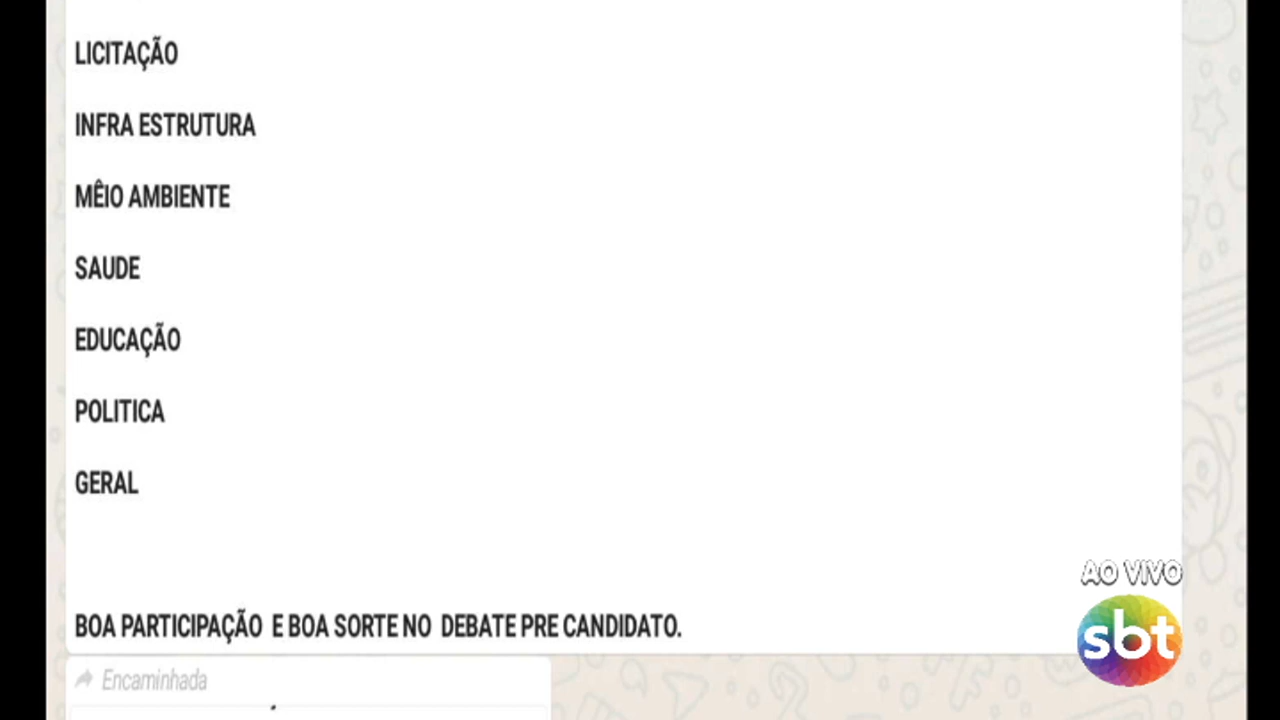 LICITAÇÃO
INFRA ESTRUTURA
MÊIO AMBIENTE
SAUDE
EDUCAÇÃO
POLITICA
GERAL
BOA PARTICIPAÇÃO E BOA SORTE NO DEBATE PRE CANDIDATO.
AO VIVO
sbt
Encaminhada